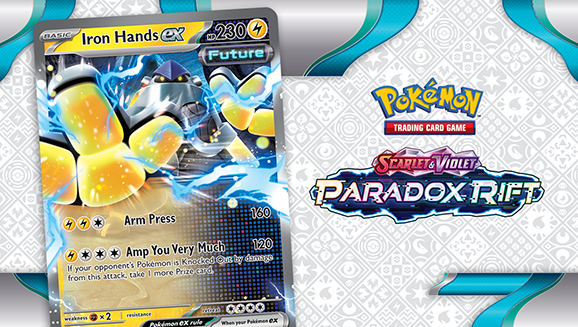 BASIC
Iron Hands ex HP 230
Future
Arm Press 160
Amp You Very Much 120
If your opponent's Pokémon is Knocked Out by damage
from this attack, take 1 more Prize card.
weakness ×2 resistance
retreat
Pokémon ex rule When your Pokémon ex
POKéMON
TRADING CARD GAME
SCARLET & VIOLET
PARADOX RIFT